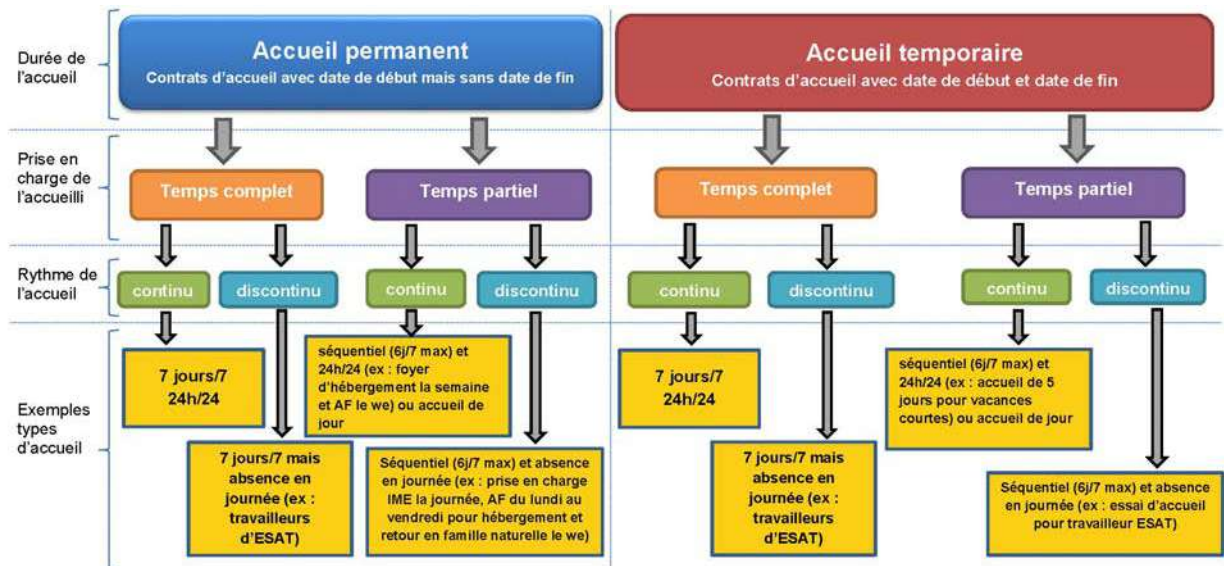 Durée de
l'accueil
Accueil permanent
Contrats d'accueil avec date de début mais sans date de fin
Accueil temporaire
Contrats d'accueil avec date de début et date de fin
Prise en
charge de
l'accueilli
Temps complet
Temps partiel
Temps complet
Temps partiel
Rythme de
l'accueil
continu
discontinu
continu
discontinu
continu
discontinu
continu
discontinu
Exemples
types
d'accueil
7 jours/7
24h/24
séquentiel (6j/7 max) et
24h/24 (ex : foyer
d'hébergement la semaine
et AF le we) ou accueil de
jour
7 jours/7
24h/24
séquentiel (6j/7 max) et
24h/24 (ex : accueil de 5
jours pour vacances
courtes) ou accueil de jour
7 jours/7 mais
absence en
journée (ex :
travailleurs
d'ESAT)
Séquentiel (6j/7 max) et absence
en journée (ex : prise en charge
IME la journée, AF du lundi au
vendredi pour hébergement et
retour en famille naturelle le we)
7 jours/7 mais
absence en
journée (ex :
travailleurs
d'ESAT)
Séquentiel (6j/7 max) et absence
en journée (ex : essai d'accueil
pour travailleur ESAT)